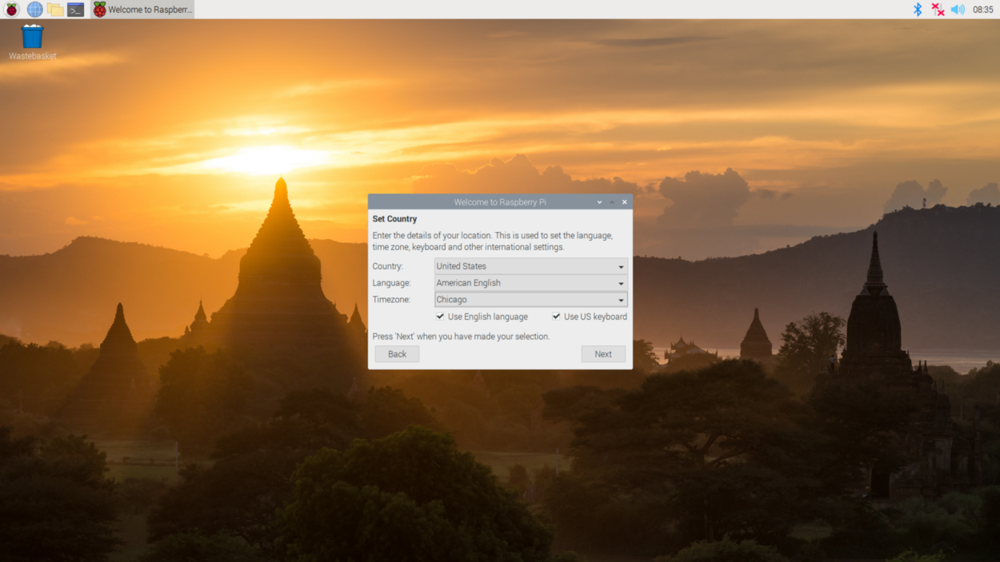 Welcome to Raspberr...
08:35
Wastebasket
Welcome to Raspberry Pi
Set Country
Enter the details of your location. This is used to set the language,
time zone, keyboard and other international settings.
Country: United States
Language: American English
Timezone: Chicago
Use English language Use US keyboard
Press 'Next' when you have made your selection.
Back Next